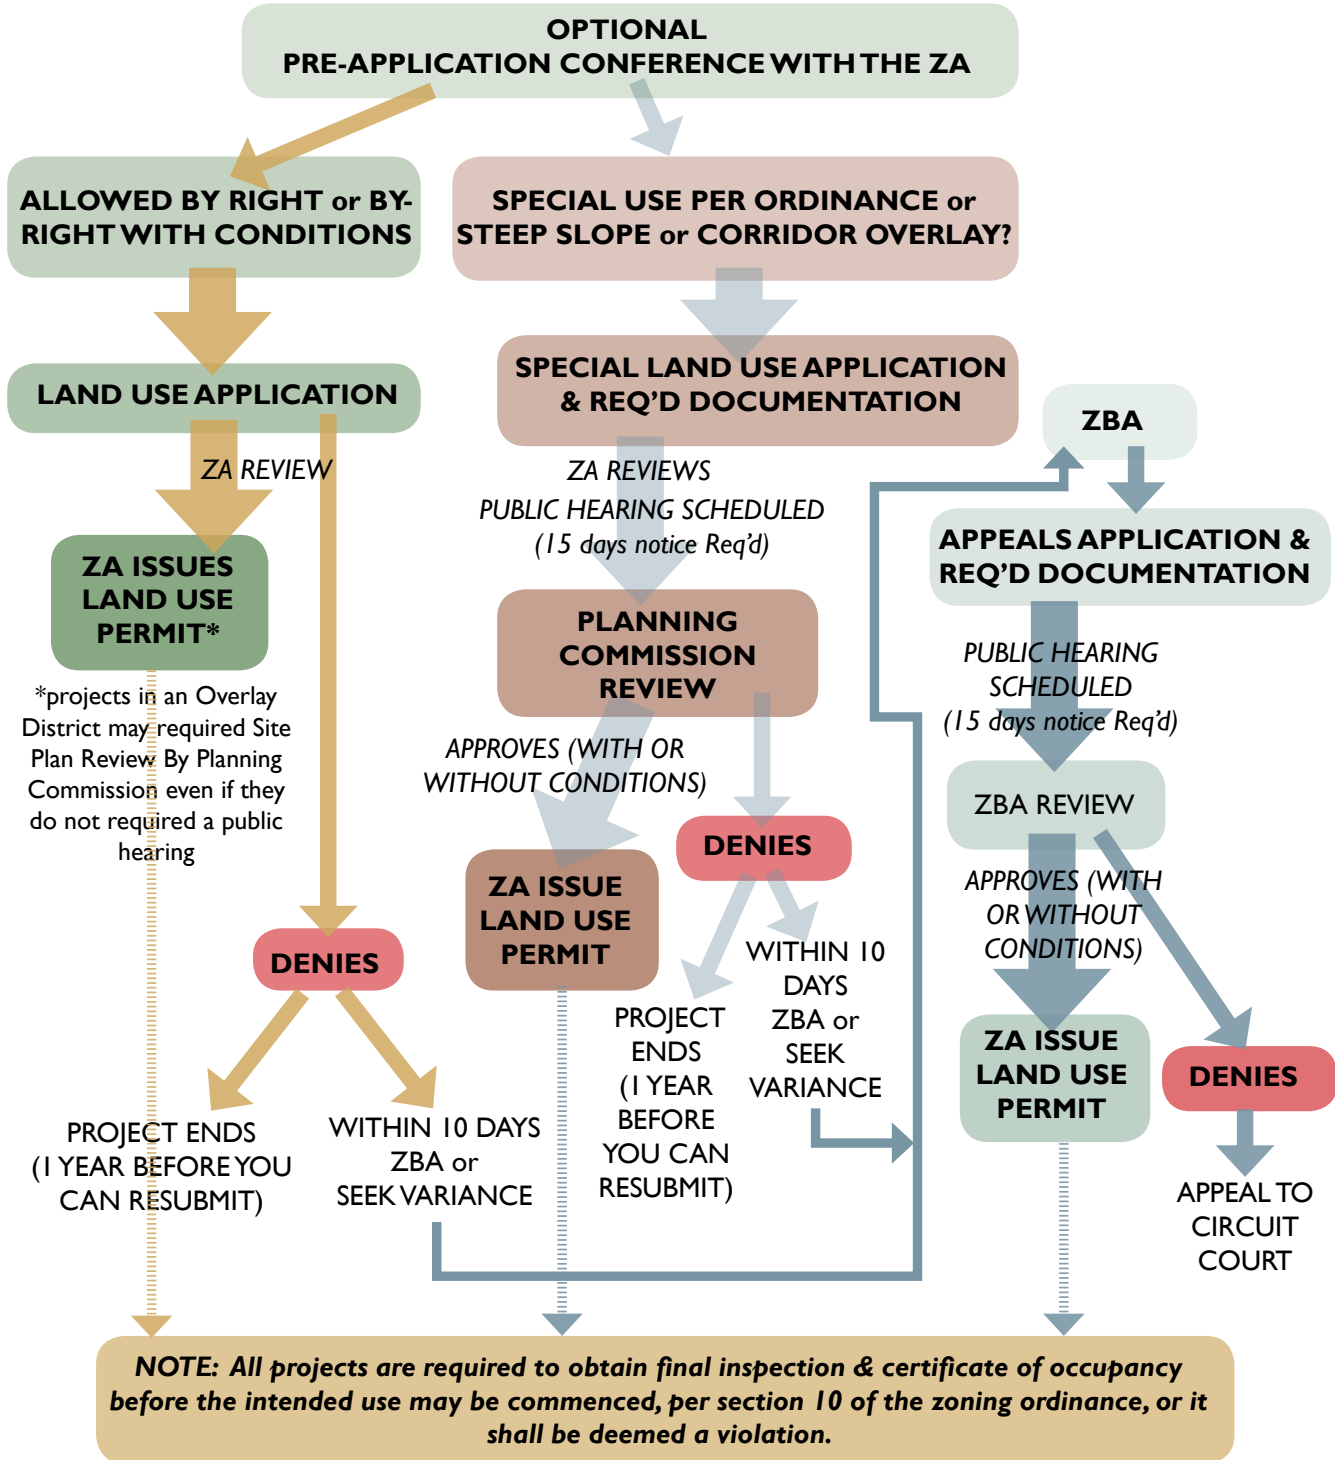 OPTIONAL
PRE-APPLICATION CONFERENCE WITH THE ZA
ALLOWED BY RIGHT or BY-
RIGHT WITH CONDITIONS
LAND USE APPLICATION
ZA REVIEW
ZA ISSUES
LAND USE
PERMIT*
*projects in an Overlay
District may required Site
Plan Review By Planning
Commission even if they
do not required a public
hearing
DENIES
PROJECT ENDS
(1 YEAR BEFORE YOU
CAN RESUBMIT)
WITHIN 10 DAYS
ZBA or
SEEK VARIANCE
SPECIAL USE PER ORDINANCE or
STEEP SLOPE or CORRIDOR OVERLAY?
SPECIAL LAND USE APPLICATION
& REQ'D DOCUMENTATION
ZA REVIEWS
PUBLIC HEARING SCHEDULED
(15 days notice Req'd)
PLANNING
COMMISSION
REVIEW
APPROVES (WITH OR
WITHOUT CONDITIONS)
ZA ISSUE
LAND USE
PERMIT
DENIES
PROJECT
ENDS
(1 YEAR
BEFORE
YOU CAN
RESUBMIT)
WITHIN 10
DAYS
ZBA or
SEEK
VARIANCE
ZBA
APPEALS APPLICATION &
REQ'D DOCUMENTATION
PUBLIC HEARING
SCHEDULED
(15 days notice Req'd)
ZBA REVIEW
APPROVES (WITH
OR WITHOUT
CONDITIONS)
ZA ISSUE
LAND USE
PERMIT
DENIES
APPEAL TO
CIRCUIT
COURT
NOTE: All projects are required to obtain final inspection & certificate of occupancy
before the intended use may be commenced, per section 10 of the zoning ordinance, or it
shall be deemed a violation.